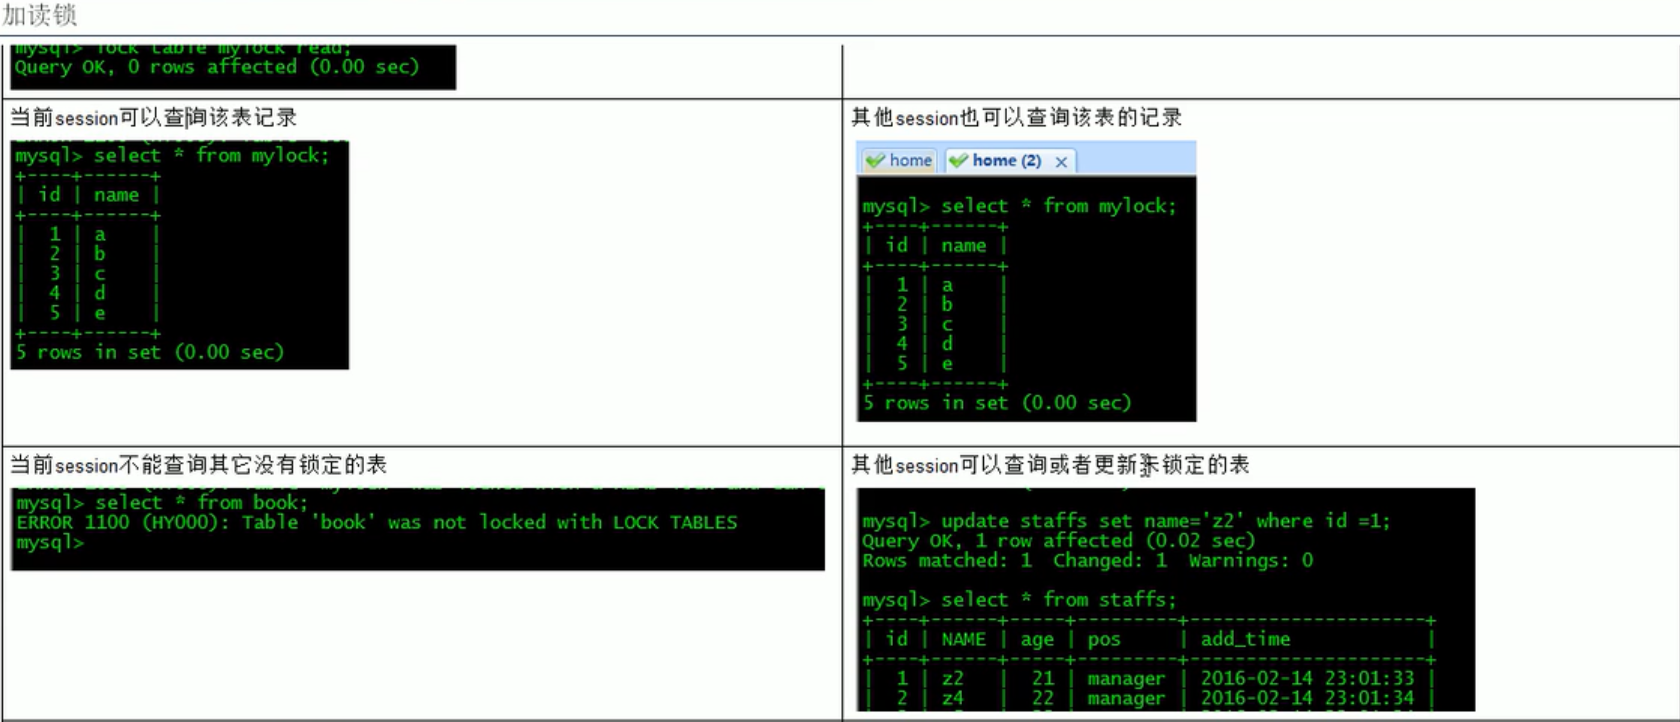 加读锁
mysql> lock table mylock read;
Query OK, 0 rows affected (0.00 sec)
当前session可以查询该表记录
mysql> select * from mylock;
+----+------+
| id | name |
+----+------+
| 1 | a |
| 2 | b |
| 3 | c |
| 4 | d |
| 5 | e |
+----+------+
5 rows in set (0.00 sec)
其他session也可以查询该表的记录
home home (2)
mysql> select * from mylock;
+----+------+
| id | name |
+----+------+
| 1 | a |
| 2 | b |
| 3 | c |
| 4 | d |
| 5 | e |
+----+------+
5 rows in set (0.00 sec)
当前session不能查询其它没有锁定的表
mysql> select * from book;
ERROR 1100 (HY000): Table 'book' was not locked with LOCK TABLES
mysql>
其他session可以查询或者更新未锁定的表
mysql> update staffs set name='z2' where id =1;
Query OK, 1 row affected (0.02 sec)
Rows matched: 1 Changed: 1 Warnings: 0
mysql> select * from staffs;
+----+------+-----+---------+---------------------+
| id | NAME | age | pos | add_time |
+----+------+-----+---------+---------------------+
| 1 | z2 | 21 | manager | 2016-02-14 23:01:33 |
| 2 | z4 | 22 | manager | 2016-02-14 23:01:34 |